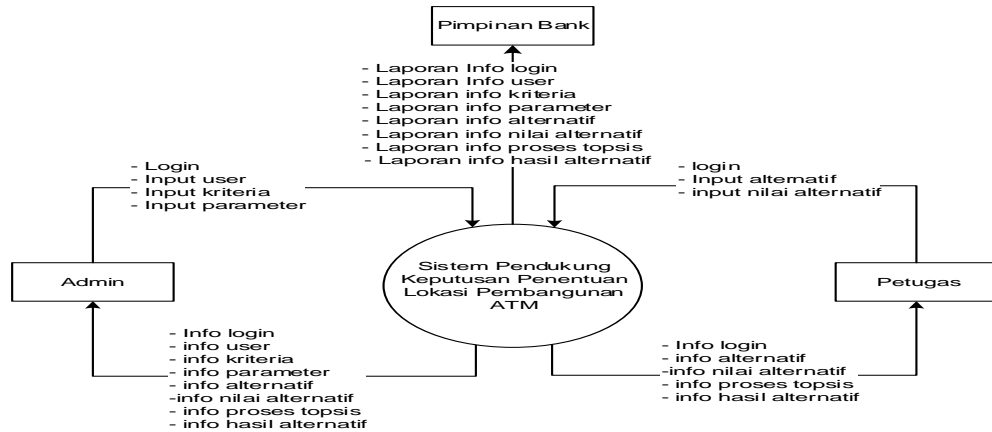 Pimpinan Bank
- Laporan Info login
- Laporan Info user
- Laporan info kriteria
- Laporan info parameter
- Laporan info alternatif
- Laporan info nilai alternatif
- Laporan info proses topsis
- Laporan info hasil alternatif
- Login
- Input user
- Input kriteria
- Input parameter
- login
- Input alternatif
- input nilai alternatif
Admin
Sistem Pendukung
Keputusan Penentuan
Lokasi Pembangunan
ATM
Petugas
- Info login
- info user
- info kriteria
- info parameter
- info alternatif
-info nilai alternatif
- info proses topsis
- info hasil alternatif
- Info login
- info alternatif
-info nilai alternatif
- info proses topsis
- info hasil alternatif